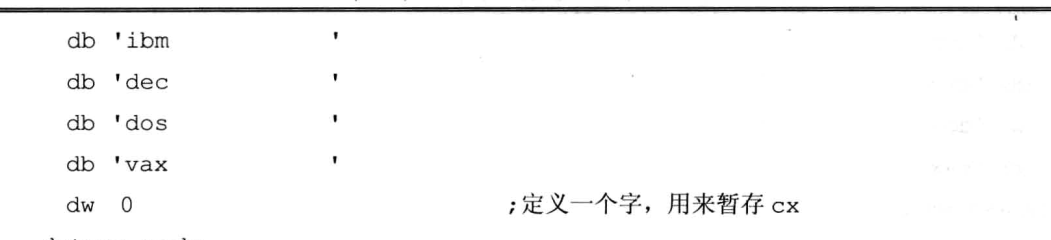 db 'ibm             '
db 'dec             '
db 'dos             '
db 'vax             '
dw  0                    ;定义一个字，用来暂存 cx